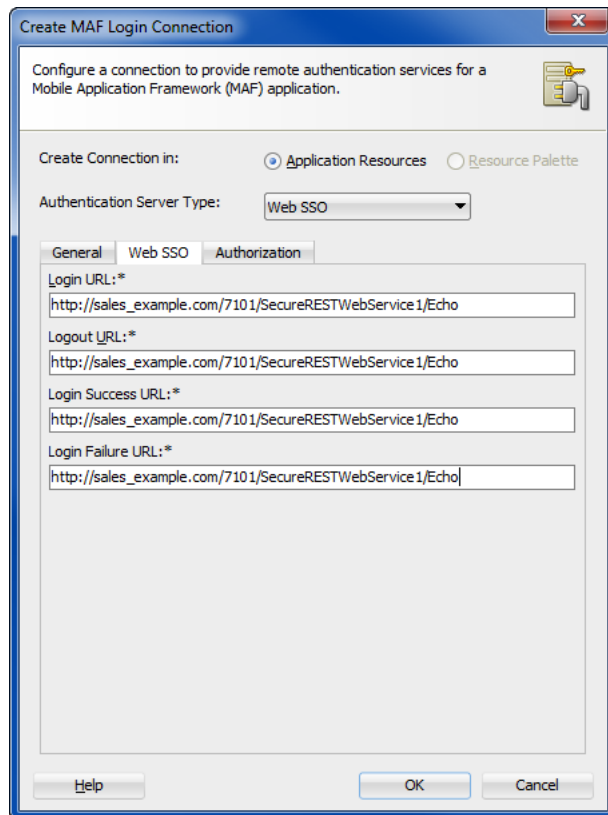 Create MAF Login Connection
Configure a connection to provide remote authentication services for a
Mobile Application Framework (MAF) application.
Create Connection in: Application Resources Resource Palette
Authentication Server Type: Web SSO
General Web SSO Authorization
Login URL:*
http://sales_example.com/7101/SecureRESTWebService1/Echo
Logout URL:*
http://sales_example.com/7101/SecureRESTWebService1/Echo
Login Success URL:*
http://sales_example.com/7101/SecureRESTWebService1/Echo
Login Failure URL:*
http://sales_example.com/7101/SecureRESTWebService1/Echo
Help OK Cancel